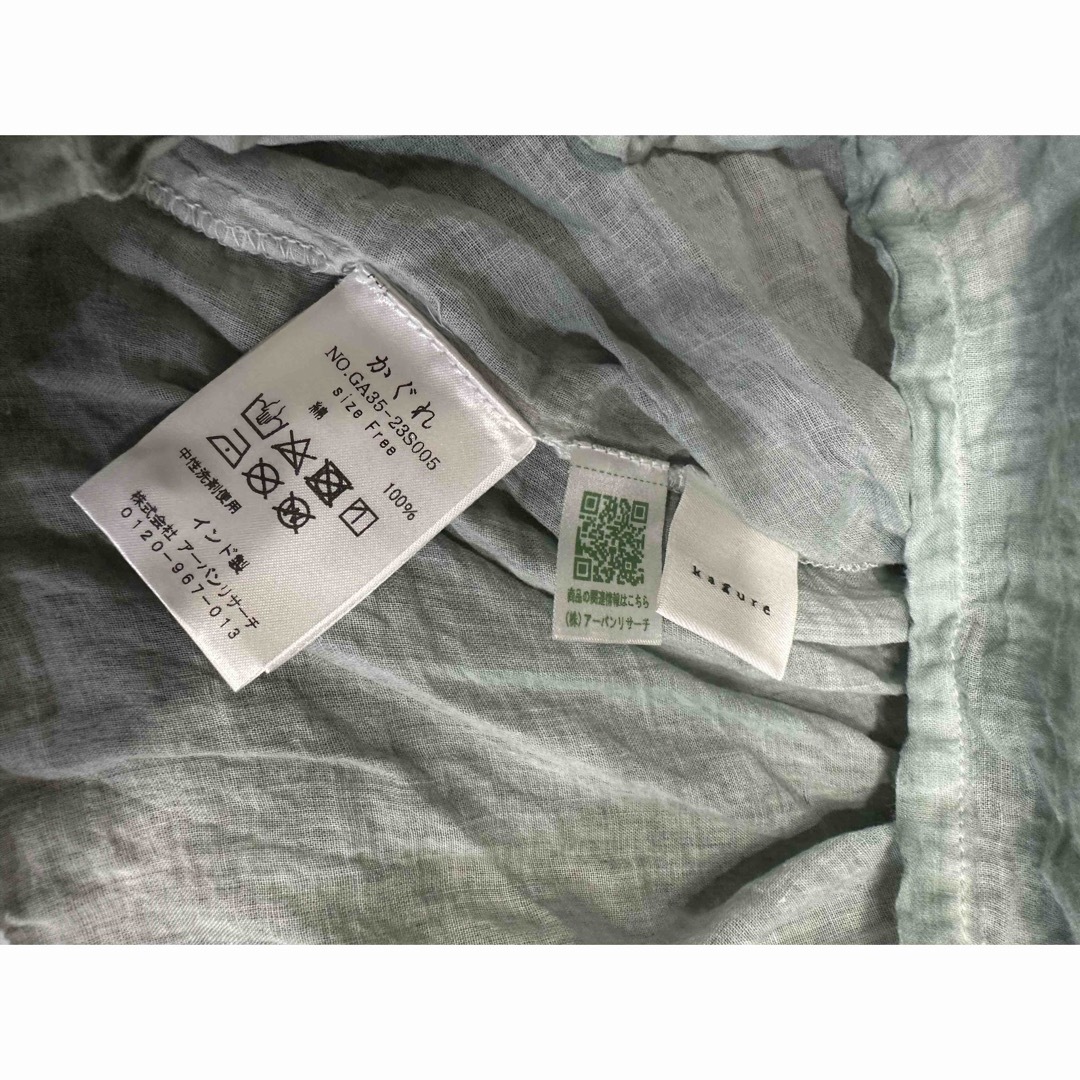 かぐれ
NO.GA35-23S005
size Free
綿 100%
中性洗剤使用
インド製
株式会社 アーバンリサーチ
0120-967-013
商品の関連情報はこちら
(株)アーバンリサーチ
kagure